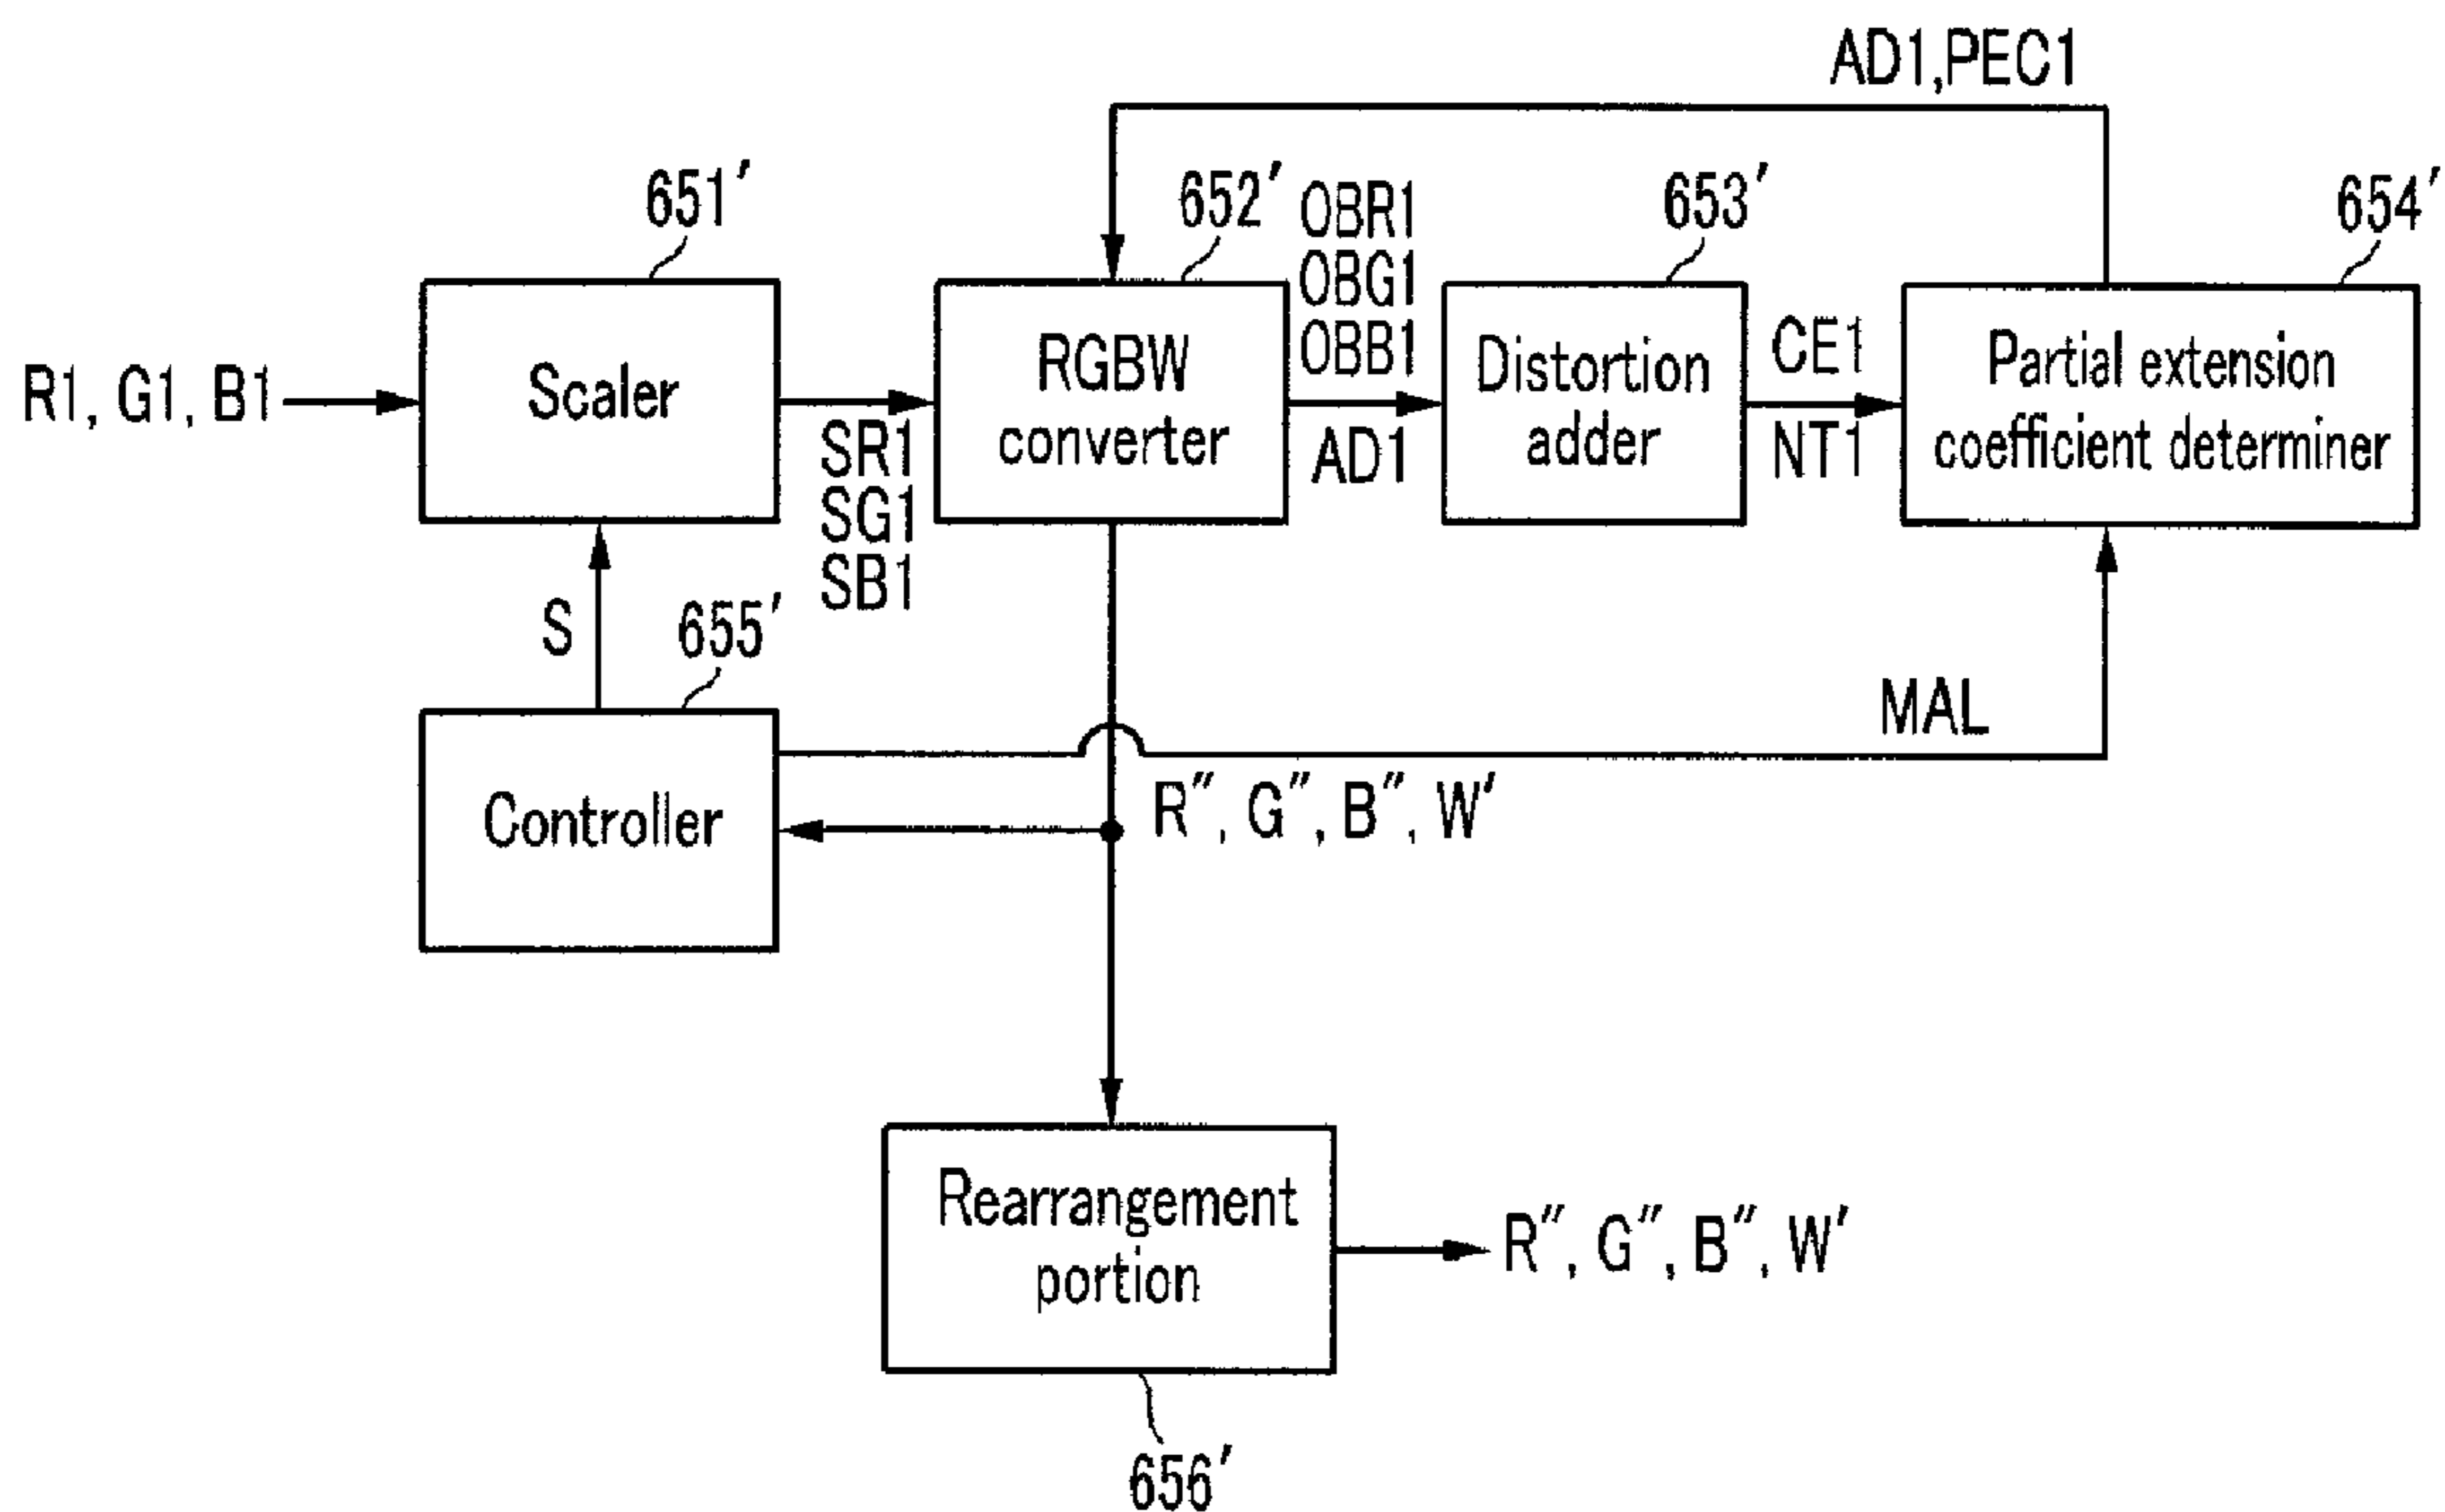 AD1,PEC1
651′
652′
OBR1
OBG1
OBB1
653′
654′
R1, G1, B1
Scaler
SR1
SG1
SB1
RGBW
converter
AD1
Distortion
adder
CE1
NT1
Partial extension
coefficient determiner
S
655′
MAL
Controller
R″, G″, B″, W′
Rearrangement
portion
R″, G″, B″, W′
656′